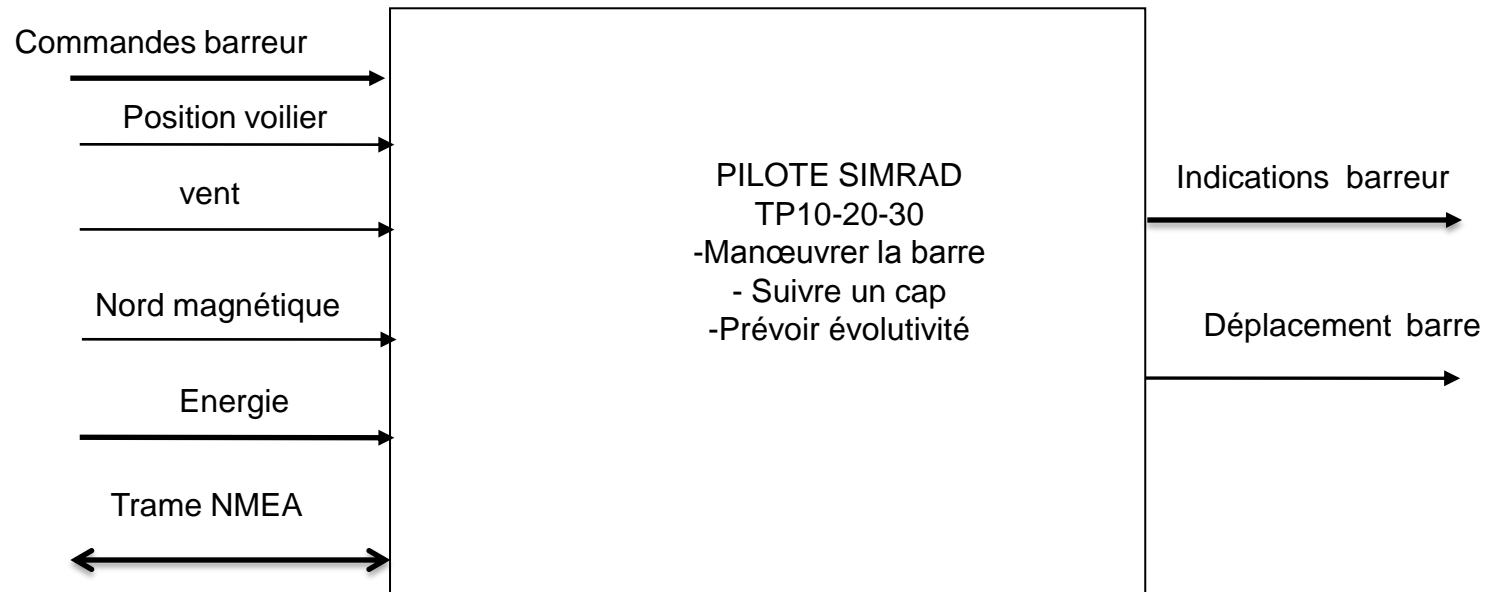 Commandes barreur
Position voilier
vent
Nord magnétique
Energie
Trame NMEA
PILOTE SIMRAD
TP10-20-30
-Manœuvrer la barre
- Suivre un cap
-Prévoir évolutivité
Indications barreur
Déplacement barre